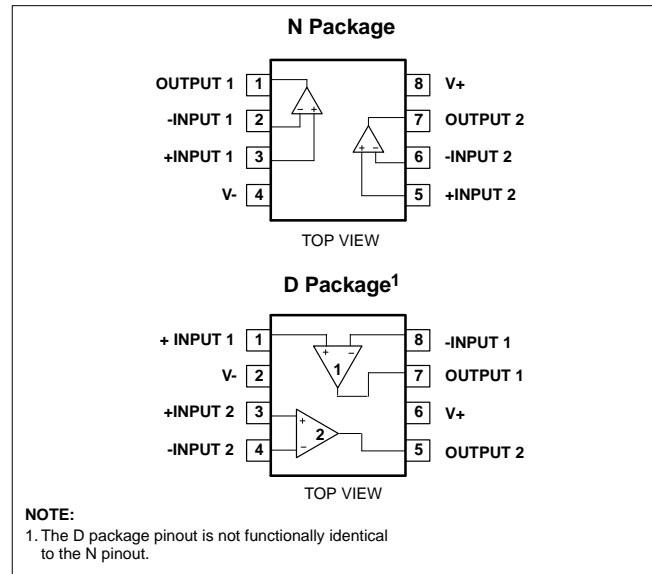 N Package
OUTPUT 1 1 8 V+
-INPUT 1 2 7 OUTPUT 2
+INPUT 1 3 6 -INPUT 2
V- 4 5 +INPUT 2
− + + −
TOP VIEW
D Package1
+ INPUT 1 1 8 -INPUT 1
V- 2 7 OUTPUT 1
+INPUT 2 3 6 V+
-INPUT 2 4 5 OUTPUT 2
+ − 1
+ − 2
TOP VIEW
NOTE:
1. The D package pinout is not functionally identical
to the N pinout.